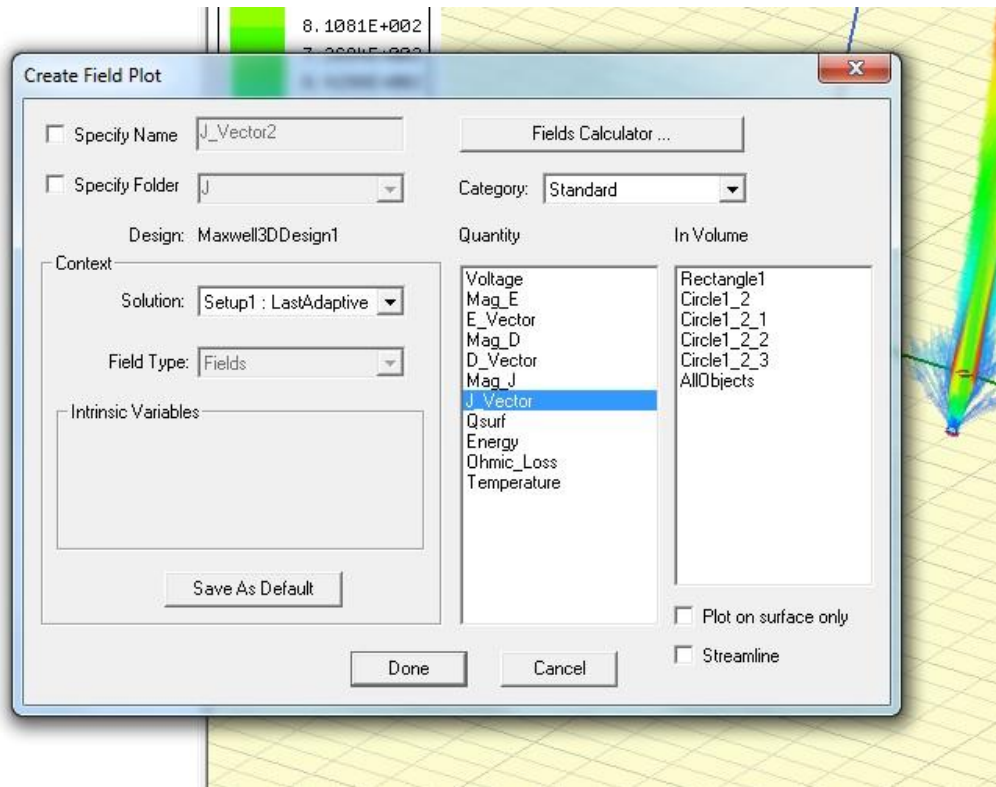 8.1081E+002
Create Field Plot
Specify Name J_Vector2 Fields Calculator ...
Specify Folder J Category: Standard
Design: Maxwell3DDesign1 Quantity In Volume
Context
Solution: Setup1 : LastAdaptive
Field Type: Fields
Intrinsic Variables
Save As Default
Voltage
Mag_E
E_Vector
Mag_D
D_Vector
Mag_J
J_Vector
Qsurf
Energy
Ohmic_Loss
Temperature
Rectangle1
Circle1_2
Circle1_2_1
Circle1_2_2
Circle1_2_3
AllObjects
Plot on surface only
Streamline
Done Cancel